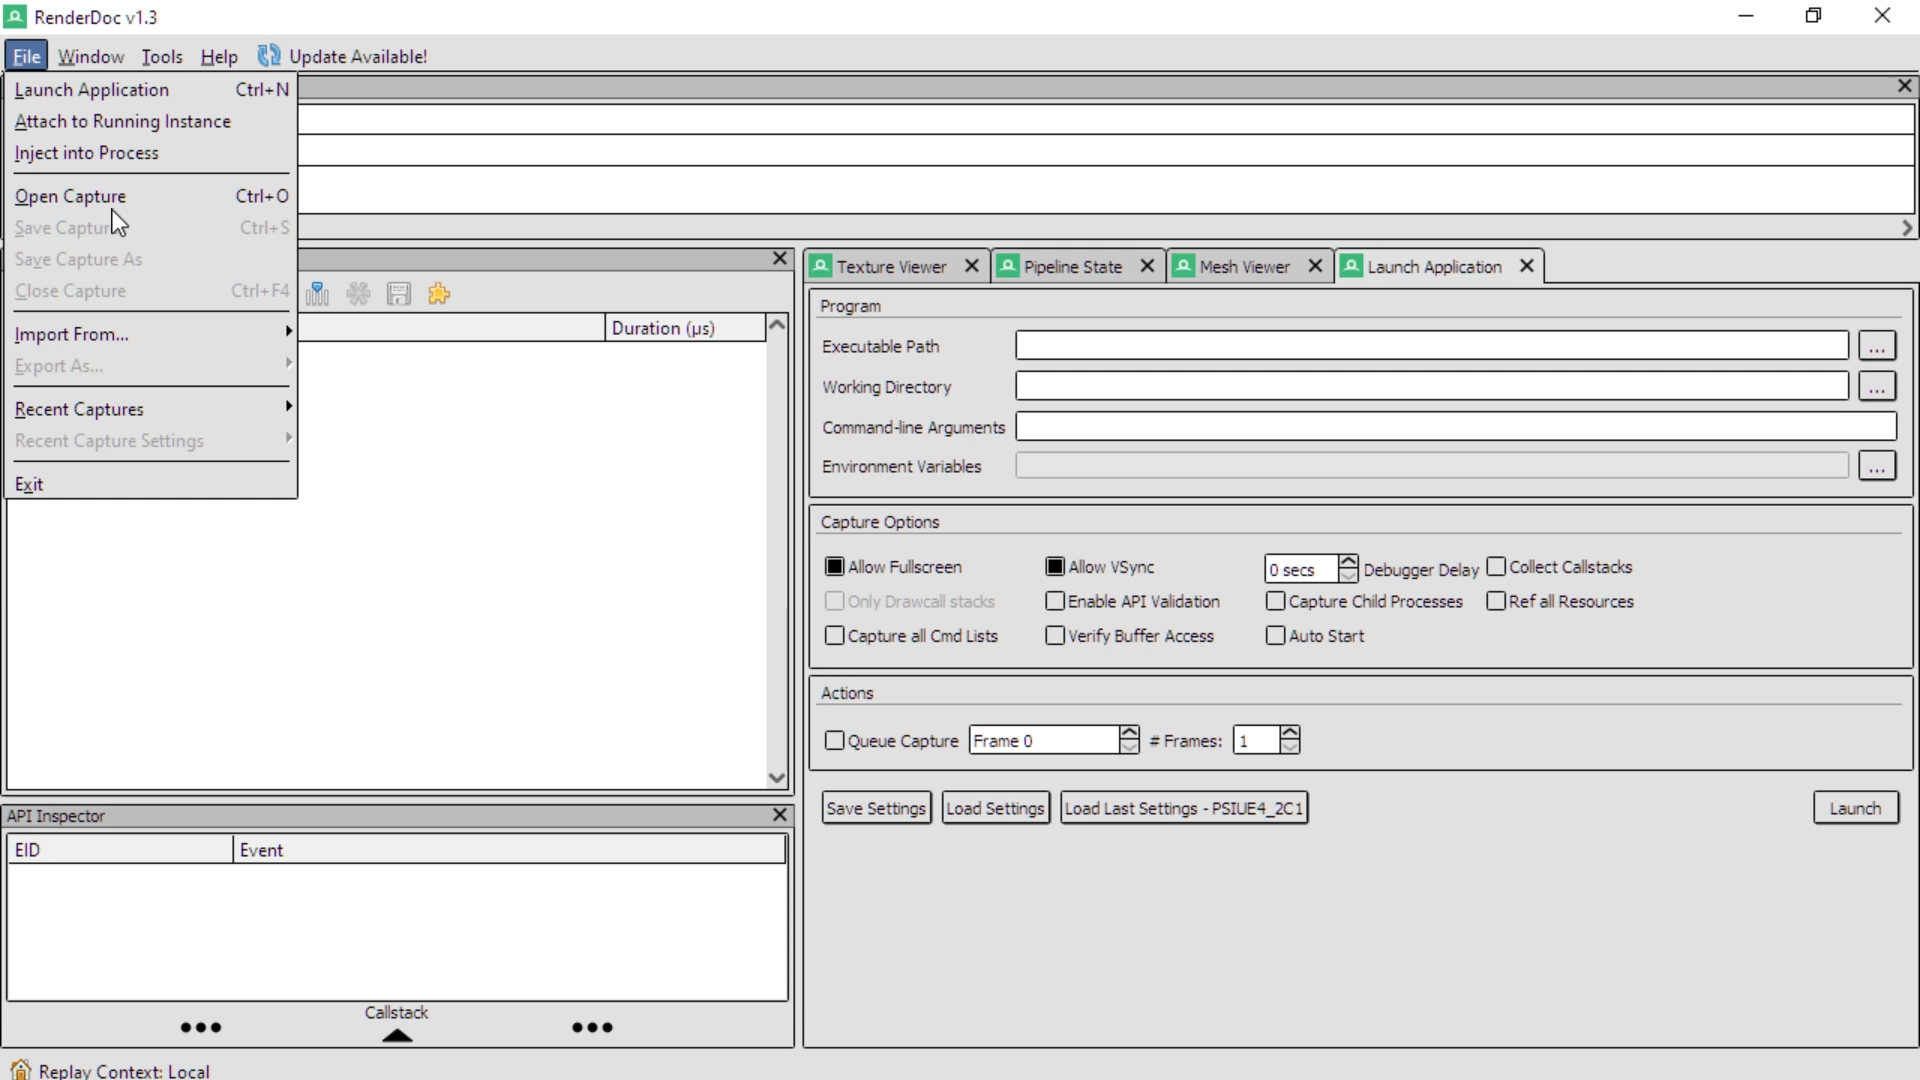 RenderDoc v1.3
File Window Tools Help Update Available!
Launch Application Ctrl+N
Attach to Running Instance
Inject into Process
Open Capture Ctrl+O
Save Captur Ctrl+S
Save Capture As
Close Capture Ctrl+F4
Import From...
Export As...
Recent Captures
Recent Capture Settings
Exit
Duration (µs)
API Inspector
EID Event
Callstack
Texture Viewer Pipeline State Mesh Viewer Launch Application
Program
Executable Path ...
Working Directory ...
Command-line Arguments
Environment Variables ...
Capture Options
Allow Fullscreen Allow VSync 0 secs Debugger Delay Collect Callstacks
Only Drawcall stacks Enable API Validation Capture Child Processes Ref all Resources
Capture all Cmd Lists Verify Buffer Access Auto Start
Actions
Queue Capture Frame 0 # Frames: 1
Save Settings Load Settings Load Last Settings - PSIUE4_2C1 Launch
Replay Context: Local